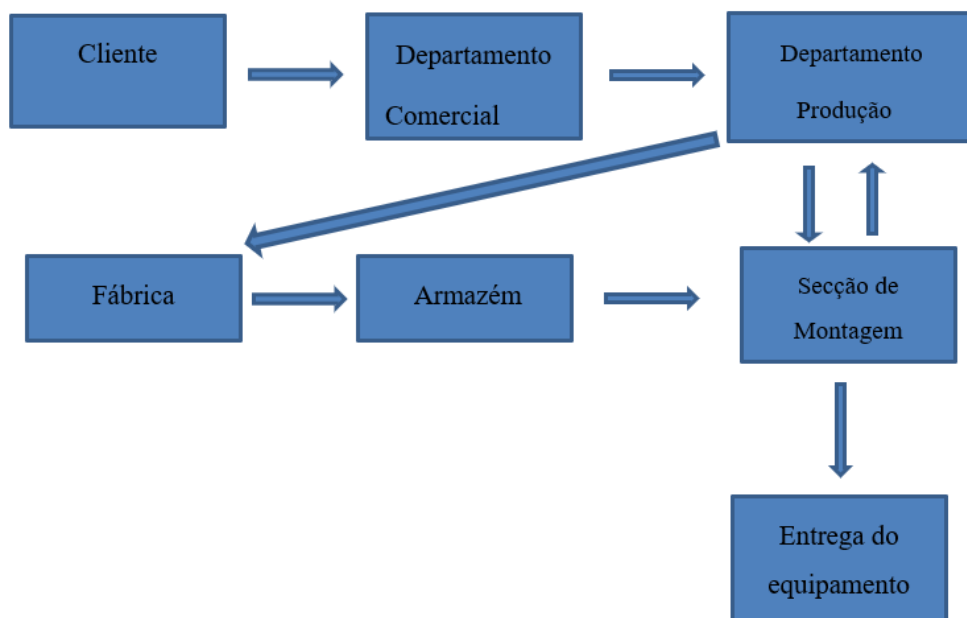 Cliente
Departamento
Comercial
Departamento
Produção
Fábrica
Armazém
Secção de
Montagem
Entrega do
equipamento